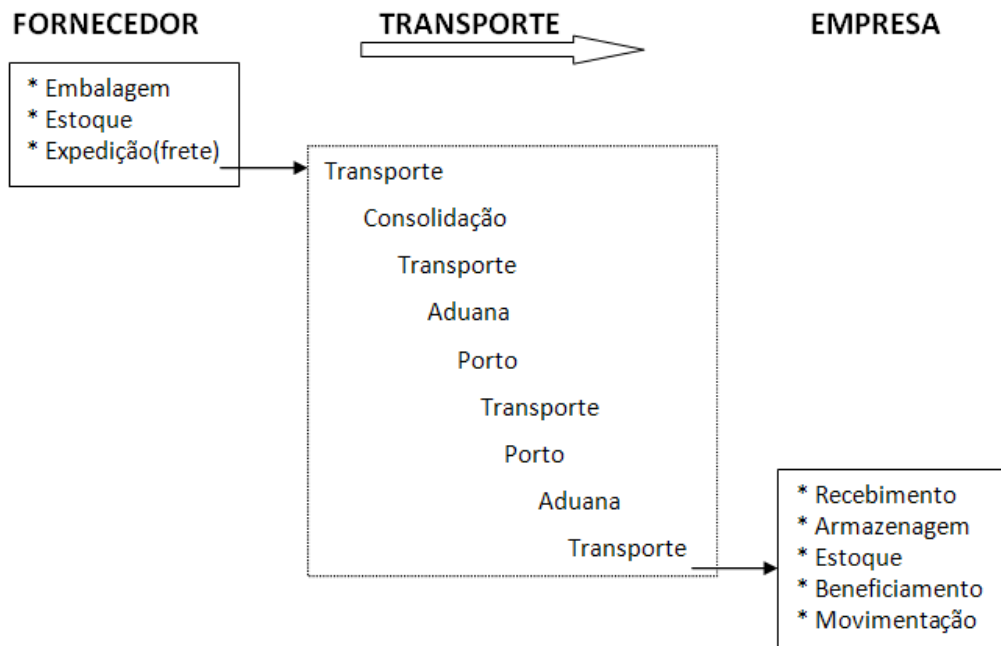 FORNECEDOR TRANSPORTE EMPRESA
* Embalagem
* Estoque
* Expedição(frete)
Transporte
Consolidação
Transporte
Aduana
Porto
Transporte
Porto
Aduana
Transporte
* Recebimento
* Armazenagem
* Estoque
* Beneficiamento
* Movimentação